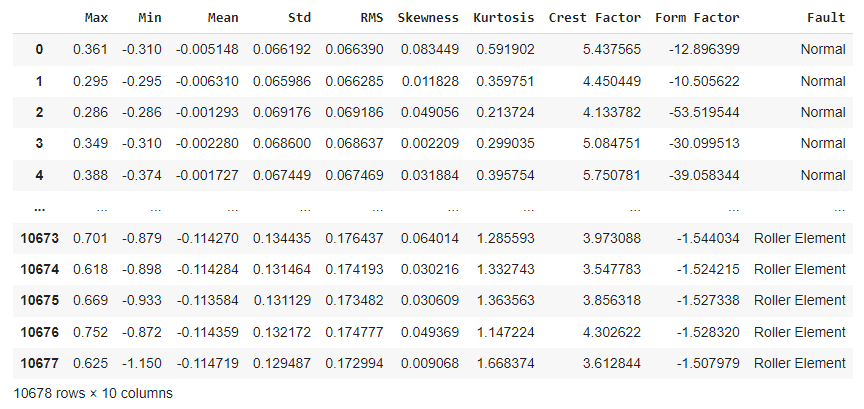 Max Min Mean Std RMS Skewness Kurtosis Crest Factor Form Factor Fault
0 0.361 -0.310 -0.005148 0.066192 0.066390 0.083449 0.591902 5.437565 -12.896399 Normal
1 0.295 -0.295 -0.006310 0.065986 0.066285 0.011828 0.359751 4.450449 -10.505622 Normal
2 0.286 -0.286 -0.001293 0.069176 0.069186 0.049056 0.213724 4.133782 -53.519544 Normal
3 0.349 -0.310 -0.002280 0.068600 0.068637 0.002209 0.299035 5.084751 -30.099513 Normal
4 0.388 -0.374 -0.001727 0.067449 0.067469 0.031884 0.395754 5.750781 -39.058344 Normal
... ... ... ... ... ... ... ... ... ... ...
10673 0.701 -0.879 -0.114270 0.134435 0.176437 0.064014 1.285593 3.973088 -1.544034 Roller Element
10674 0.618 -0.898 -0.114284 0.131464 0.174193 0.030216 1.332743 3.547783 -1.524215 Roller Element
10675 0.669 -0.933 -0.113584 0.131129 0.173482 0.030609 1.363563 3.856318 -1.527338 Roller Element
10676 0.752 -0.872 -0.114359 0.132172 0.174777 0.049369 1.147224 4.302622 -1.528320 Roller Element
10677 0.625 -1.150 -0.114719 0.129487 0.172994 0.009068 1.668374 3.612844 -1.507979 Roller Element
10678 rows × 10 columns